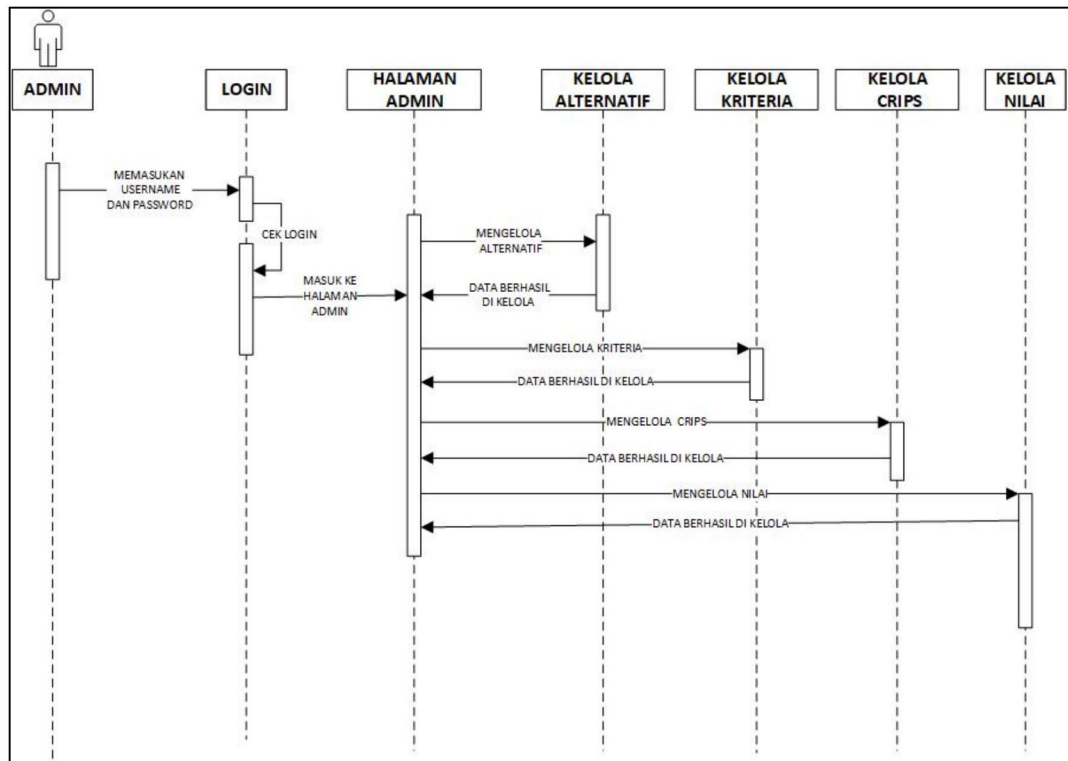 ADMIN
LOGIN
HALAMAN
ADMIN
KELOLA
ALTERNATIF
KELOLA
KRITERIA
KELOLA
CRIPS
KELOLA
NILAI
MEMASUKAN
USERNAME
DAN PASSWORD
CEK LOGIN
MASUK KE
HALAMAN
ADMIN
MENGELOLA
ALTERNATIF
DATA BERHASIL
DI KELOLA
MENGELOLA KRITERIA
DATA BERHASIL DI KELOLA
MENGELOLA CRIPS
DATA BERHASIL DI KELOLA
MENGELOLA NILAI
DATA BERHASIL DI KELOLA